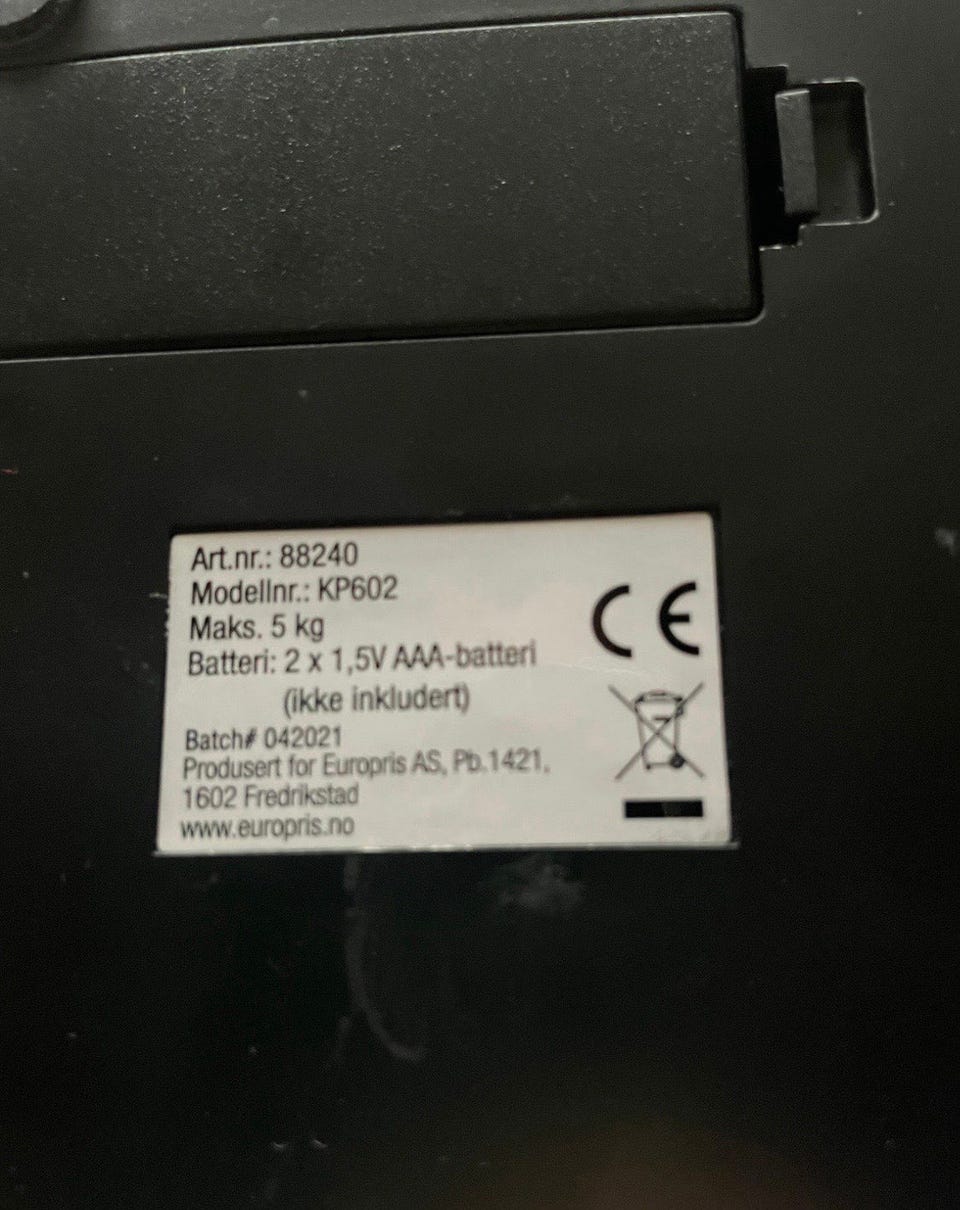 Art.nr.: 88240
Modellnr.: KP602
Maks. 5 kg
Batteri: 2 x 1,5V AAA-batteri
(ikke inkludert)
Batch# 042021
Produsert for Europris AS, Pb.1421,
1602 Fredrikstad
www.europris.no
CE